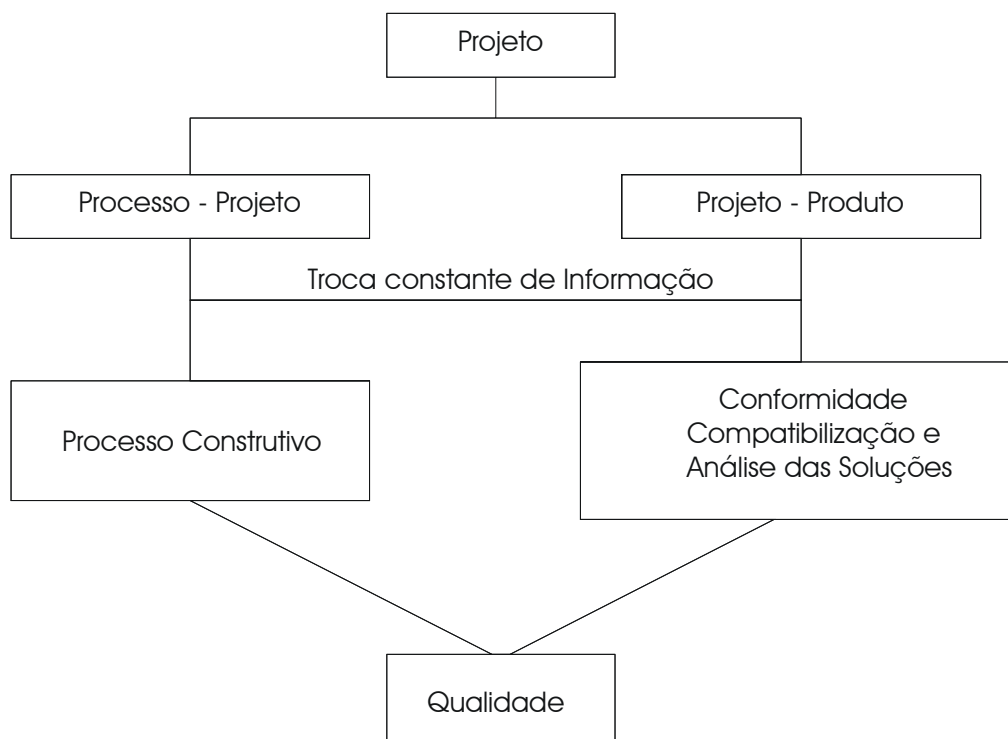 Projeto
Processo - Projeto
Projeto - Produto
Troca constante de Informação
Processo Construtivo
Conformidade
Compatibilização e
Análise das Soluções
Qualidade